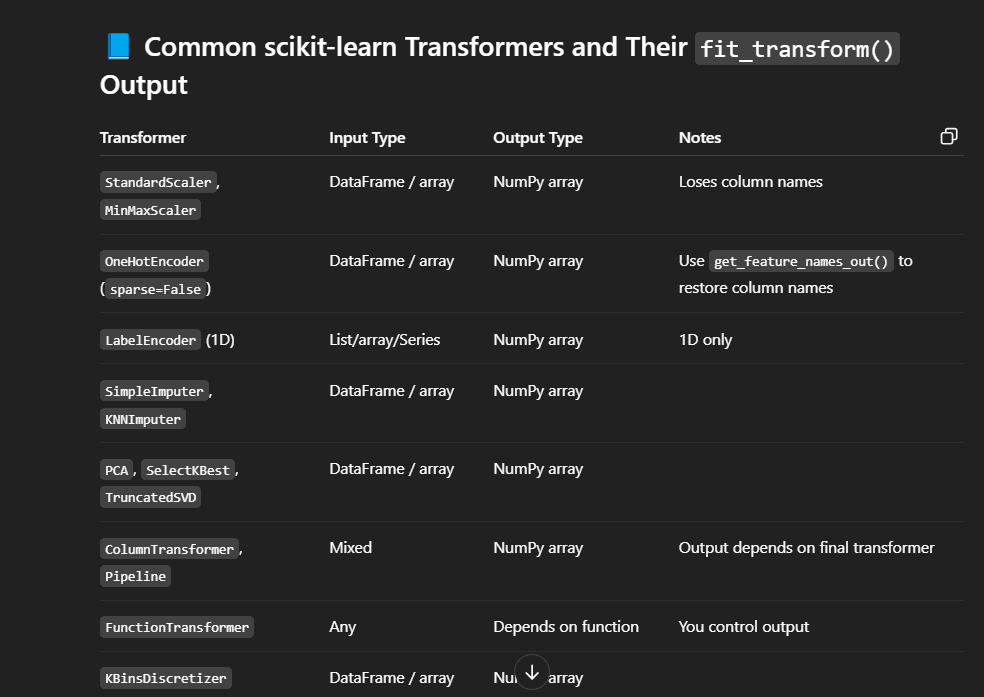 📘 Common scikit-learn Transformers and Their fit_transform()
Output
Transformer Input Type Output Type Notes
StandardScaler, DataFrame / array NumPy array Loses column names
MinMaxScaler
OneHotEncoder DataFrame / array NumPy array Use get_feature_names_out() to
(sparse=False) restore column names
LabelEncoder (1D) List/array/Series NumPy array 1D only
SimpleImputer, DataFrame / array NumPy array
KNNImputer
PCA, SelectKBest, DataFrame / array NumPy array
TruncatedSVD
ColumnTransformer, Mixed NumPy array Output depends on final transformer
Pipeline
FunctionTransformer Any Depends on function You control output
KBinsDiscretizer DataFrame / array array